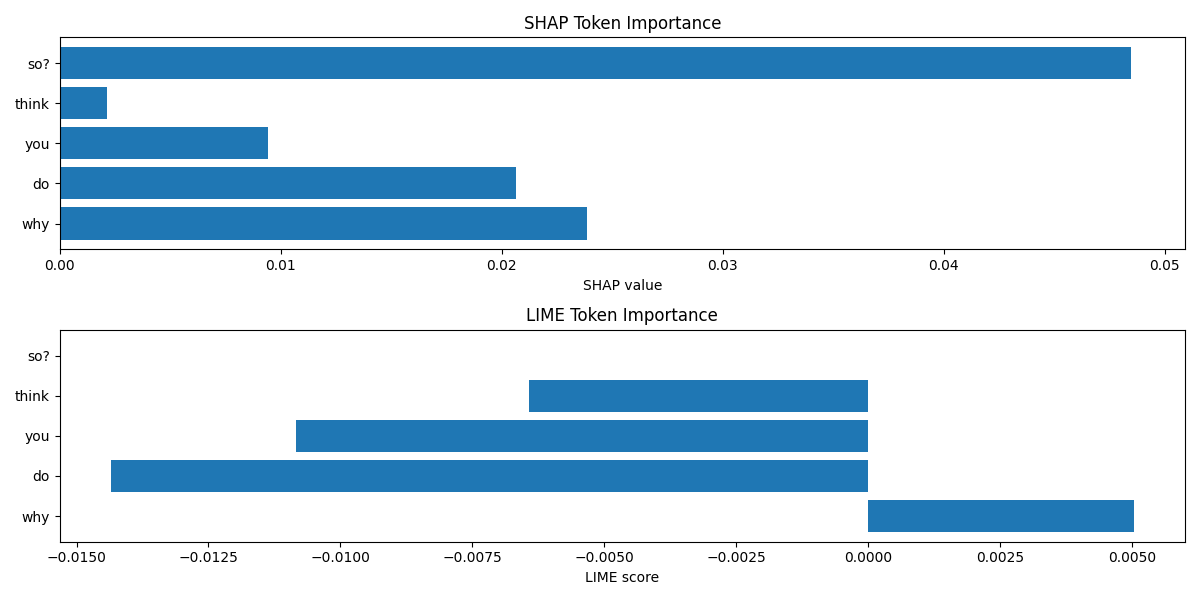 SHAP Token Importance
so?
think
you
do
why
0.00 0.01 0.02 0.03 0.04 0.05
SHAP value
LIME Token Importance
so?
think
you
do
why
−0.0150 −0.0125 −0.0100 −0.0075 −0.0050 −0.0025 0.0000 0.0025 0.0050
LIME score